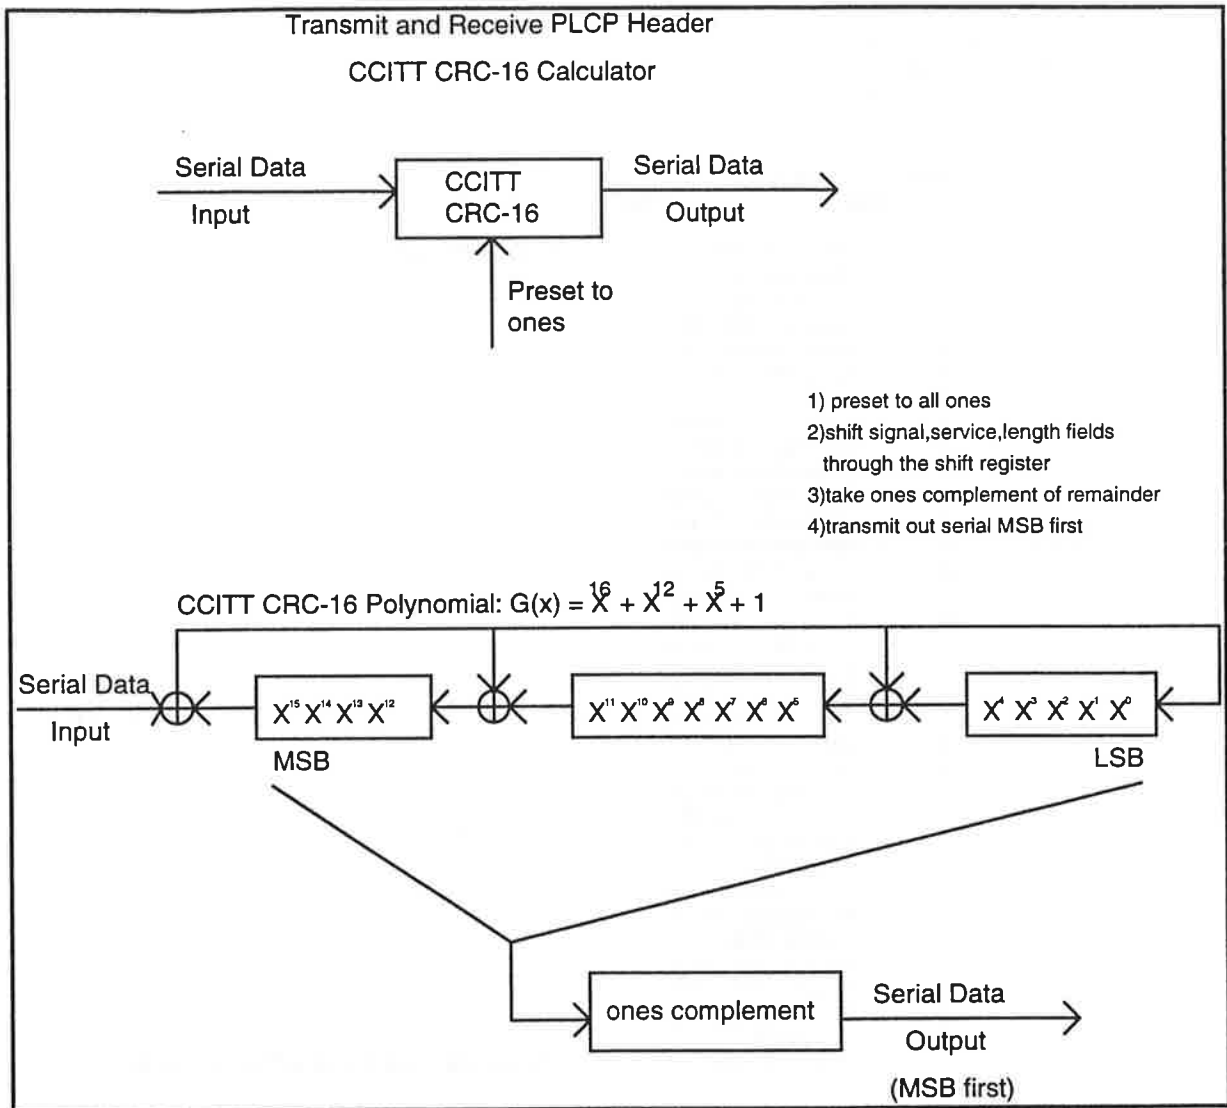 Transmit and Receive PLCP Header
CCITT CRC-16 Calculator
Serial Data
Input
CCITT
CRC-16
Serial Data
Output
Preset to
ones
1) preset to all ones
2)shift signal,service,length fields
through the shift register
3)take ones complement of remainder
4)transmit out serial MSB first
CCITT CRC-16 Polynomial: G(x) = X¹⁶ + X¹² + X⁵ + 1
Serial Data
Input
X¹⁵ X¹⁴ X¹³ X¹²
X¹¹ X¹⁰ X⁹ X⁸ X⁷ X⁶ X⁵
X⁴ X³ X² X¹ X⁰
MSB
LSB
ones complement
Serial Data
Output
(MSB first)